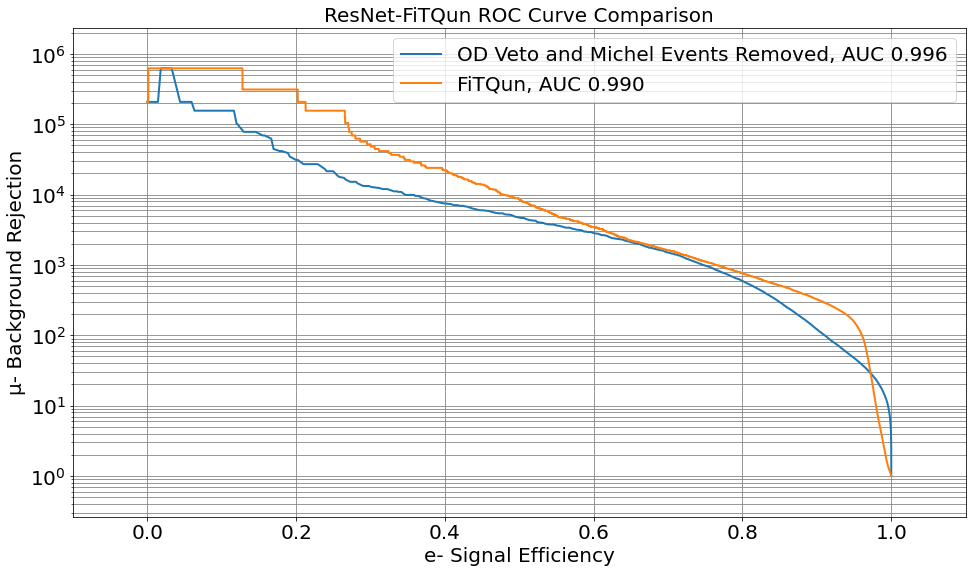 ResNet-FiTQun ROC Curve Comparison
OD Veto and Michel Events Removed, AUC 0.996
FiTQun, AUC 0.990
μ- Background Rejection
10⁶
10⁵
10⁴
10³
10²
10¹
10⁰
0.0 0.2 0.4 0.6 0.8 1.0
e- Signal Efficiency